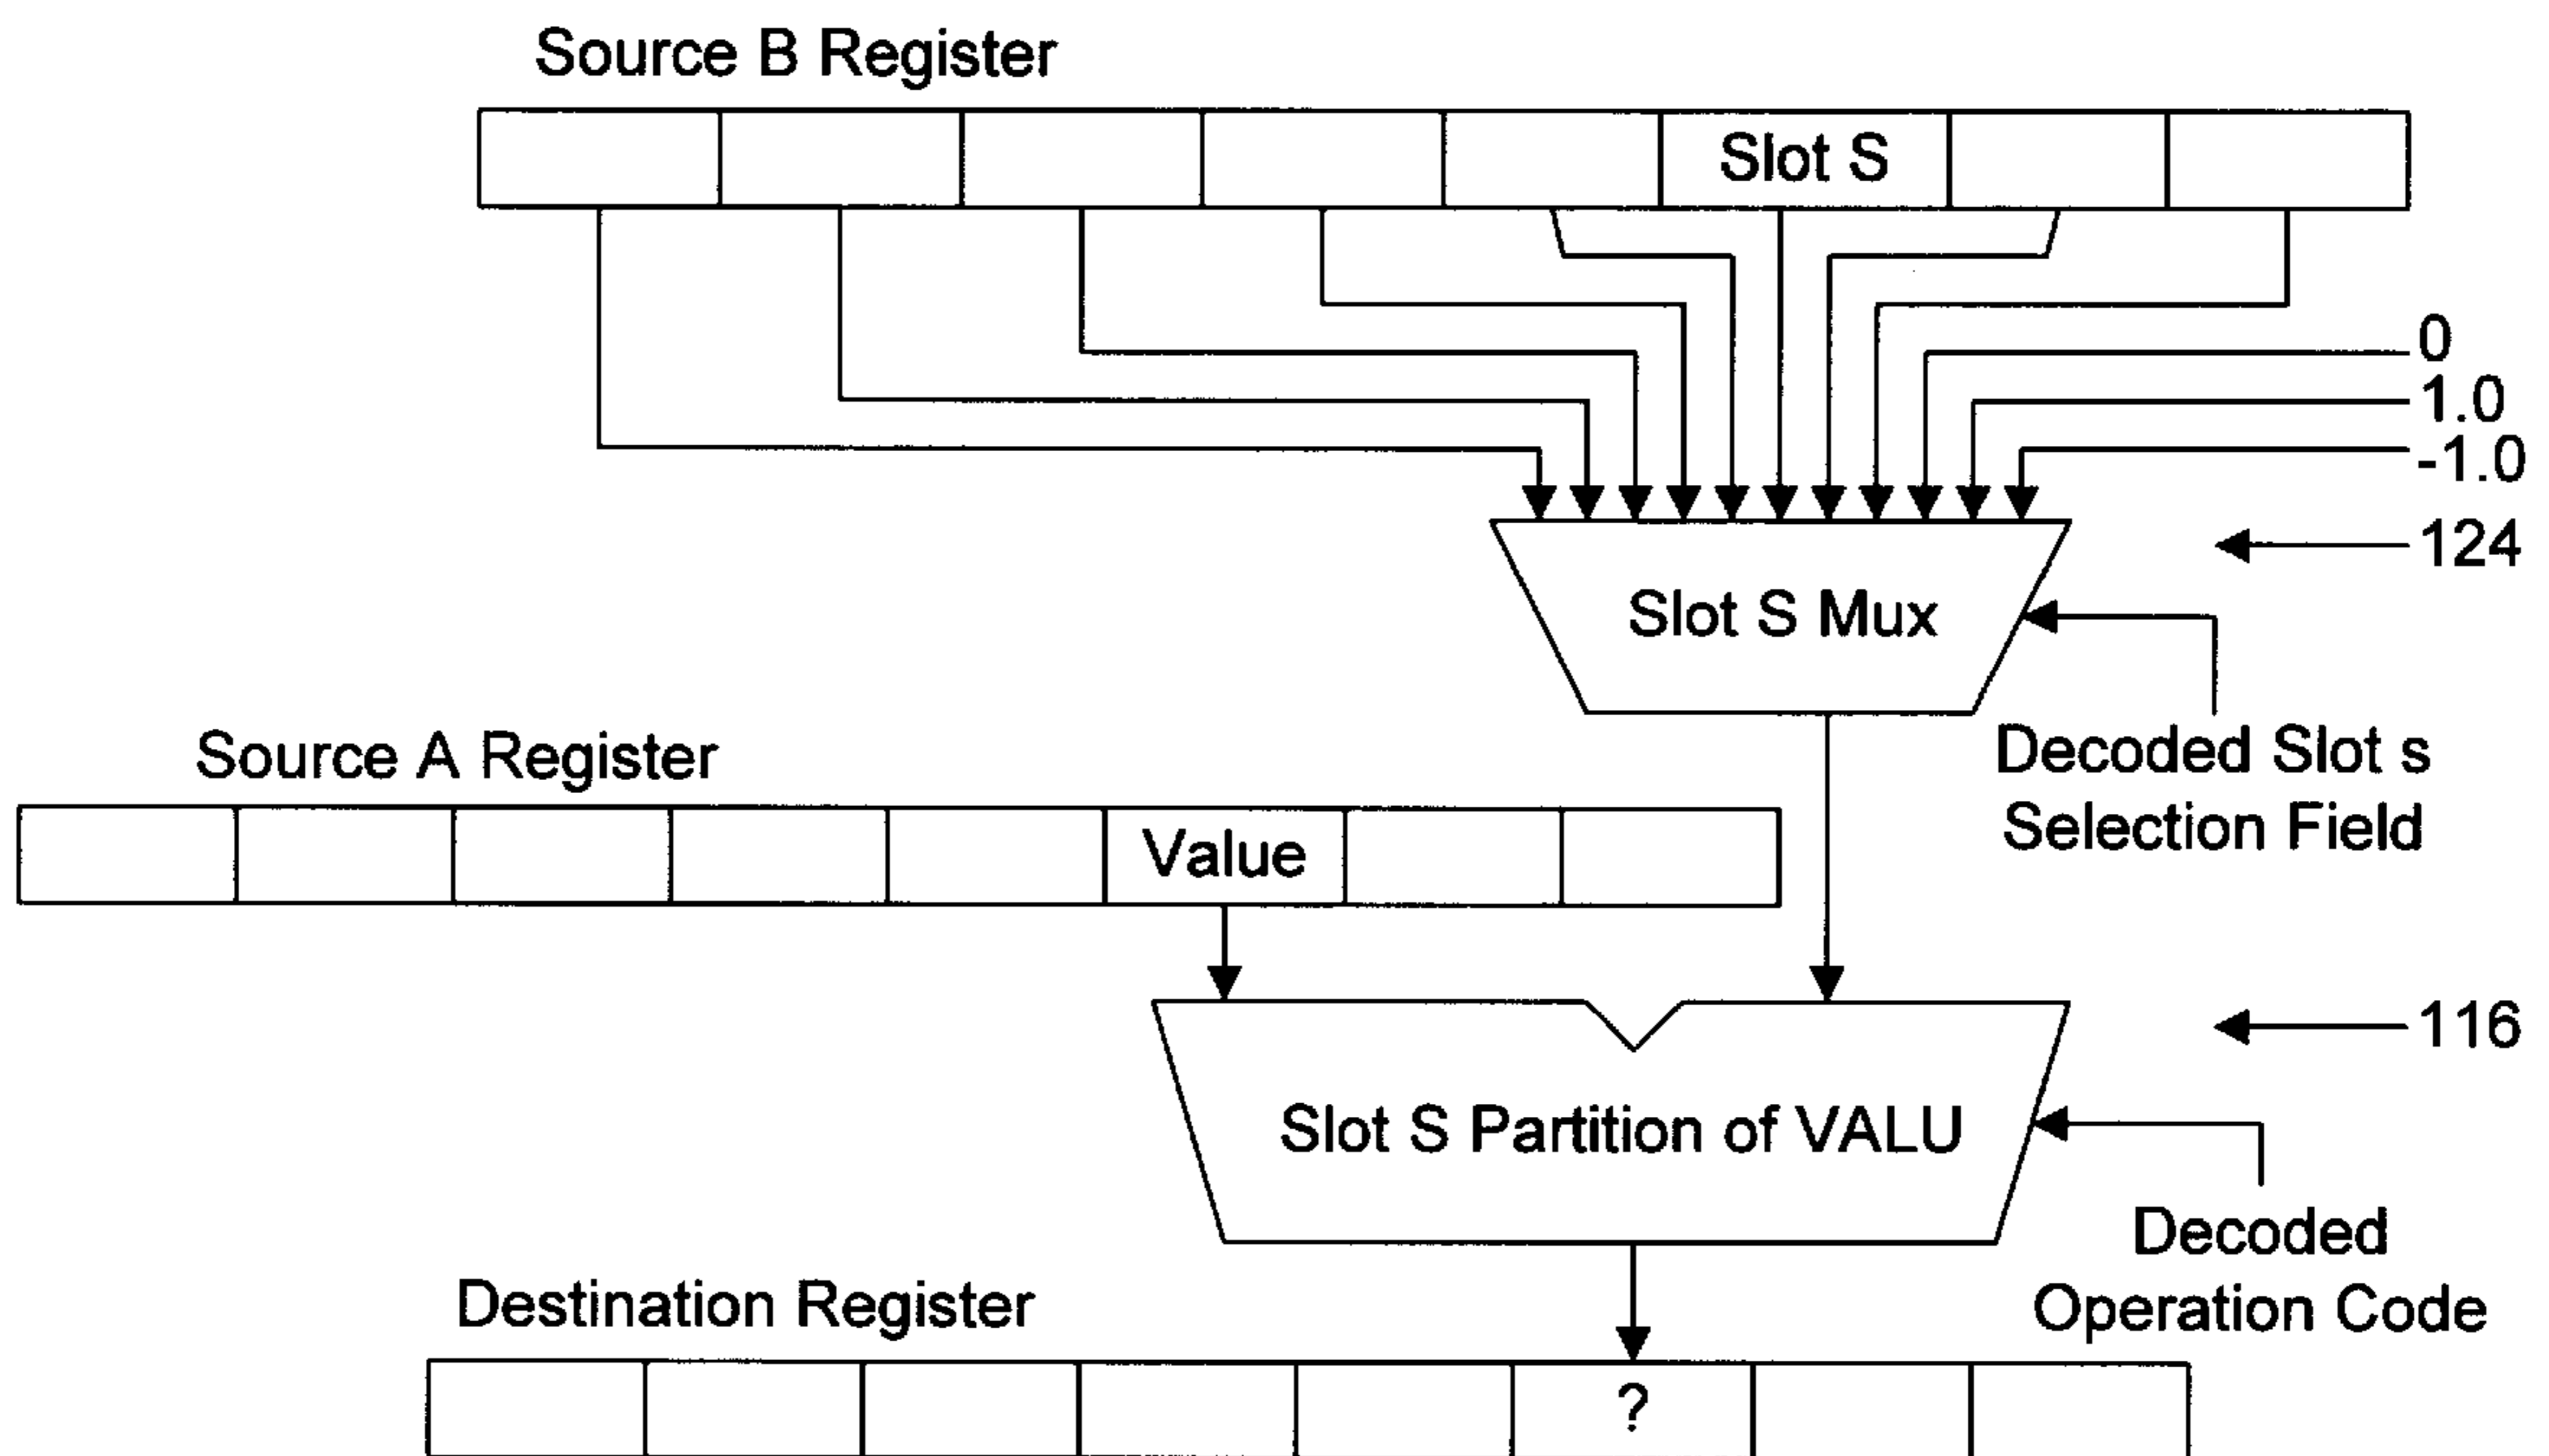 Source B Register
Slot S
0
1.0
-1.0
124
Slot S Mux
Decoded Slot s
Selection Field
Source A Register
Value
116
Slot S Partition of VALU
Decoded
Operation Code
Destination Register
?